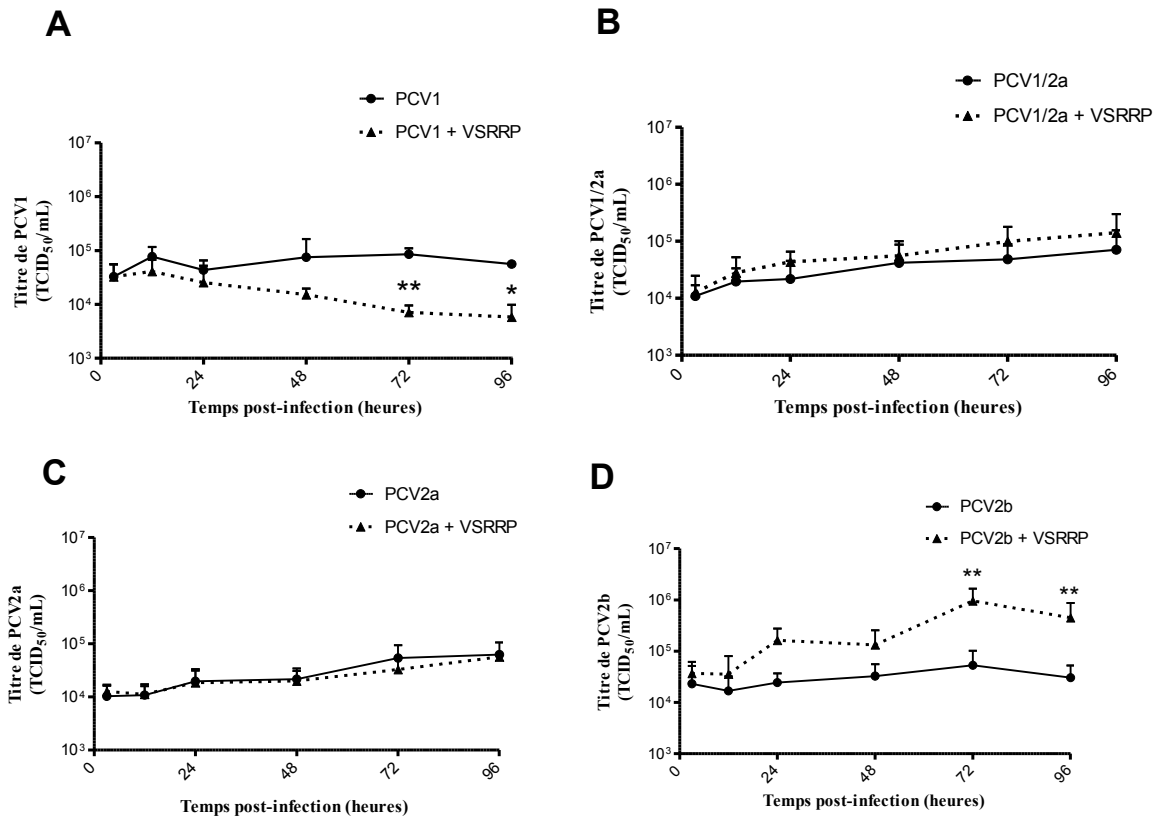 A
PCV1
PCV1 + VSRRP
10⁷
10⁶
10⁵
10⁴
10³
Titre de PCV1
(TCID₅₀/mL)
**
*
0
24
48
72
96
Temps post-infection (heures)
B
PCV1/2a
PCV1/2a + VSRRP
10⁷
10⁶
10⁵
10⁴
10³
Titre de PCV1/2a
(TCID₅₀/mL)
0
24
48
72
96
Temps post-infection (heures)
C
PCV2a
PCV2a + VSRRP
10⁷
10⁶
10⁵
10⁴
10³
Titre de PCV2a
(TCID₅₀/mL)
0
24
48
72
96
Temps post-infection (heures)
D
PCV2b
PCV2b + VSRRP
10⁷
10⁶
10⁵
10⁴
10³
Titre de PCV2b
(TCID₅₀/mL)
**
**
0
24
48
72
96
Temps post-infection (heures)